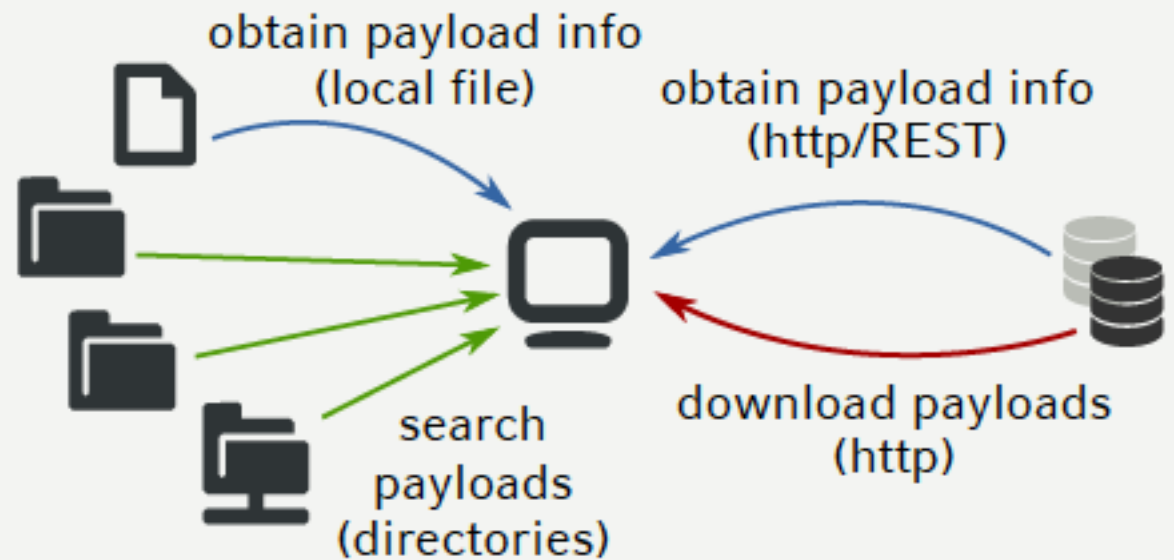 obtain payload info
(local file)
obtain payload info
(http/REST)
search
payloads
(directories)
download payloads
(http)